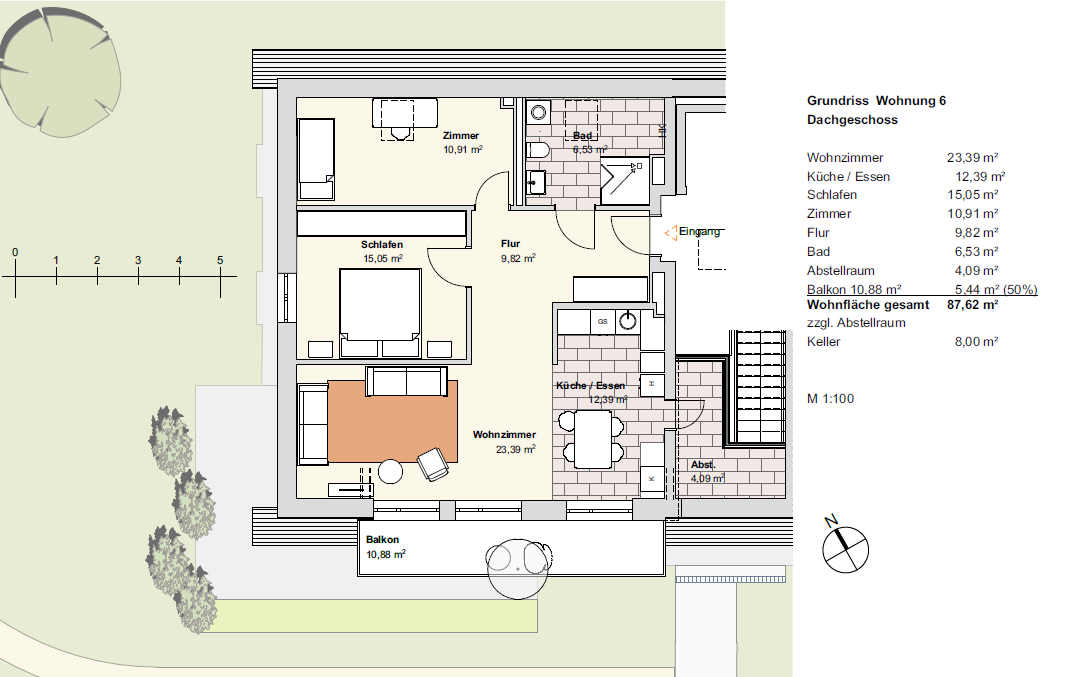 Zimmer
10,91 m²
Bad
6,53 m²
HK
Schlafen
15,05 m²
Flur
9,82 m²
Eingang
0 1 2 3 4 5
GS
H
Küche / Essen
12,39 m²
Wohnzimmer
23,39 m²
K
Abst.
4,09 m²
Balkon
10,88 m²
N
Grundriss Wohnung 6
Dachgeschoss
Wohnzimmer 23,39 m²
Küche / Essen 12,39 m²
Schlafen 15,05 m²
Zimmer 10,91 m²
Flur 9,82 m²
Bad 6,53 m²
Abstellraum 4,09 m²
Balkon 10,88 m² 5,44 m² (50%)
Wohnfläche gesamt 87,62 m²
zzgl. Abstellraum
Keller 8,00 m²
M 1:100